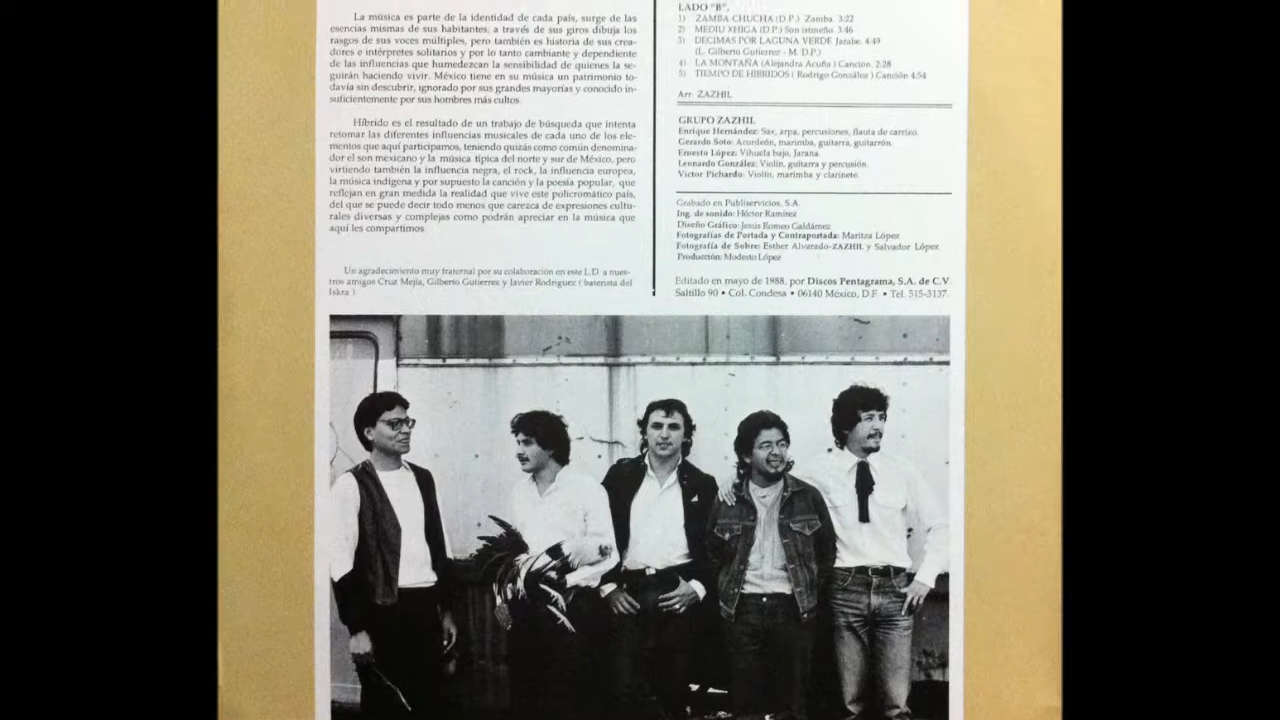 La música es parte de la identidad de cada país, surge de las
esencias mismas de sus habitantes, a través de sus giros dibuja los
rasgos de sus voces múltiples, pero también es historia de sus crea-
dores e intérpretes solitarios y por lo tanto cambiante y dependiente
de las influencias que humedezcan la sensibilidad de quienes la se-
guirán haciendo vivir. México tiene en su música un patrimonio to-
davía sin descubrir, ignorado por sus grandes mayorías y conocido in-
suficientemente por sus hombres más cultos.
Híbrido es el resultado de un trabajo de búsqueda que intenta
retomar las diferentes influencias musicales de cada uno de los ele-
mentos que aquí participamos, teniendo quizás como común denomina-
dor el son mexicano y la música típica del norte y sur de México, pero
virtiendo también la influencia negra, el rock, la influencia europea,
la música indígena y por supuesto la canción y la poesía popular, que
reflejan en gran medida la realidad que vive este policromático país,
del que se puede decir todo menos que carezca de expresiones cultu-
rales diversas y complejas como podrán apreciar en la música que
aquí les compartimos.
Un agradecimiento muy fraternal por su colaboración en este L.D. a nues-
tros amigos Cruz Mejía, Gilberto Gutierrez y Javier Rodriguez ( baterista del
Iskra ).
LADO "B".
1) ZAMBA CHUCHA (D.P.) Zamba. 3:22
2) MEDIU XHIGA (D.P.) Son istmeño. 3:46
3) DECIMAS POR LAGUNA VERDE Jarabe. 4:49
(L. Gilberto Gutierrez - M. D.P.)
4) LA MONTAÑA (Alejandra Acuña ) Canción. 2:28
5) TIEMPO DE HIBRIDOS ( Rodrigo González ) Canción 4:54
Arr. ZAZHIL
GRUPO ZAZHIL
Enrique Hernández: Sax, arpa, percusiones, flauta de carrizo.
Gerardo Soto: Acordeón, marimba, guitarra, guitarrón.
Ernesto López: Vihuela bajo, Jarana.
Leonardo González: Violín, guitarra y percusión.
Víctor Pichardo: Violín, marimba y clarinete.
Grabado en Publiservicios, S.A.
Ing. de sonido: Héctor Ramírez
Diseño Gráfico: Jesús Romeo Galdámez
Fotografías de Portada y Contraportada: Maritza López
Fotografía de Sobre: Esther Alvarado-ZAZHIL y Salvador López
Producción: Modesto López
Editado en mayo de 1988, por Discos Pentagrama, S.A. de C.V.
Saltillo 90 • Col. Condesa • 06140 México, D.F. • Tel. 515-3137.